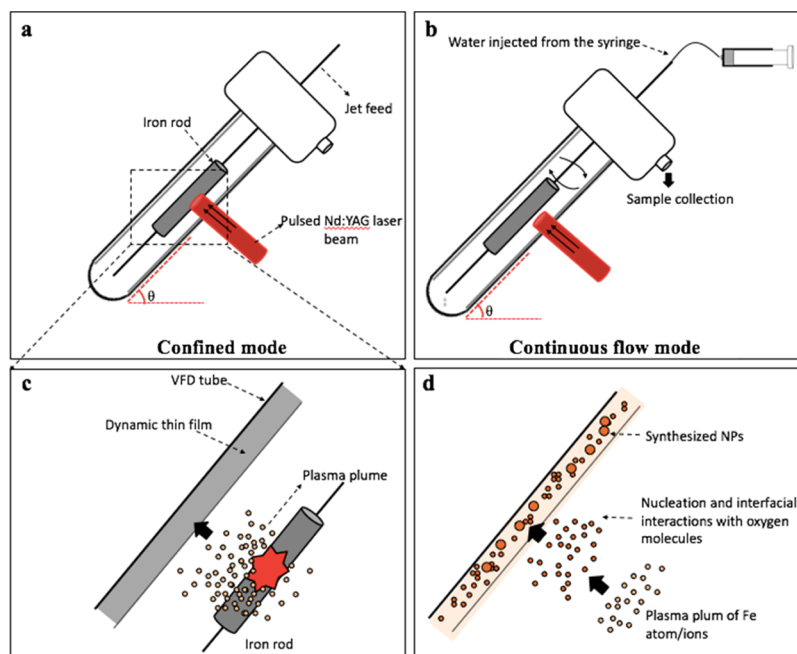 a
Jet feed
Iron rod
Pulsed Nd:YAG laser
beam
θ
Confined mode
b
Water injected from the syringe
Sample collection
θ
Continuous flow mode
c
VFD tube
Dynamic thin film
Plasma plume
Iron rod
d
Synthesized NPs
Nucleation and interfacial
interactions with oxygen
molecules
Plasma plum of Fe
atom/ions